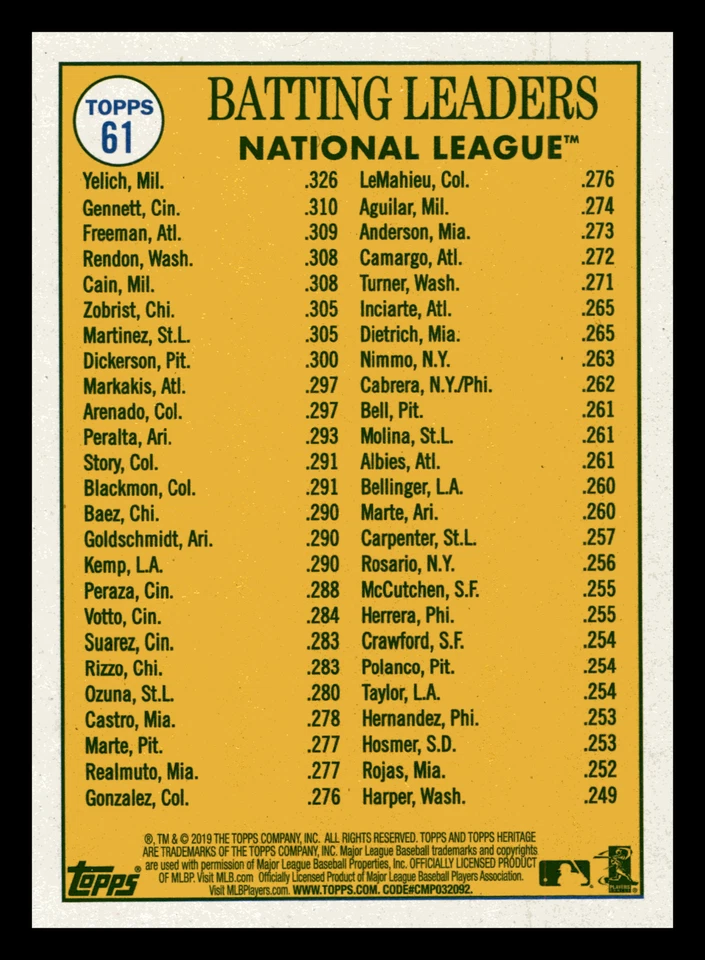 TOPPS
61
BATTING LEADERS
NATIONAL LEAGUE™
Yelich, Mil. .326
Gennett, Cin. .310
Freeman, Atl. .309
Rendon, Wash. .308
Cain, Mil. .308
Zobrist, Chi. .305
Martinez, St.L. .305
Dickerson, Pit. .300
Markakis, Atl. .297
Arenado, Col. .297
Peralta, Ari. .293
Story, Col. .291
Blackmon, Col. .291
Baez, Chi. .290
Goldschmidt, Ari. .290
Kemp, L.A. .290
Peraza, Cin. .288
Votto, Cin. .284
Suarez, Cin. .283
Rizzo, Chi. .283
Ozuna, St.L. .280
Castro, Mia. .278
Marte, Pit. .277
Realmuto, Mia. .277
Gonzalez, Col. .276
LeMahieu, Col. .276
Aguilar, Mil. .274
Anderson, Mia. .273
Camargo, Atl. .272
Turner, Wash. .271
Inciarte, Atl. .265
Dietrich, Mia. .265
Nimmo, N.Y. .263
Cabrera, N.Y./Phi. .262
Bell, Pit. .261
Molina, St.L. .261
Albies, Atl. .261
Bellinger, L.A. .260
Marte, Ari. .260
Carpenter, St.L. .257
Rosario, N.Y. .256
McCutchen, S.F. .255
Herrera, Phi. .255
Crawford, S.F. .254
Polanco, Pit. .254
Taylor, L.A. .254
Hernandez, Phi. .253
Hosmer, S.D. .253
Rojas, Mia. .252
Harper, Wash. .249
®, TM & © 2019 THE TOPPS COMPANY, INC. ALL RIGHTS RESERVED. TOPPS AND TOPPS HERITAGE
ARE TRADEMARKS OF THE TOPPS COMPANY, INC. Major League Baseball trademarks and copyrights
are used with permission of Major League Baseball Properties, Inc. OFFICIALLY LICENSED PRODUCT
OF MLBP. Visit MLB.com Officially Licensed Product of Major League Baseball Players Association.
Visit MLBPlayers.com. WWW.TOPPS.COM. CODE#CMP032092.
Topps®